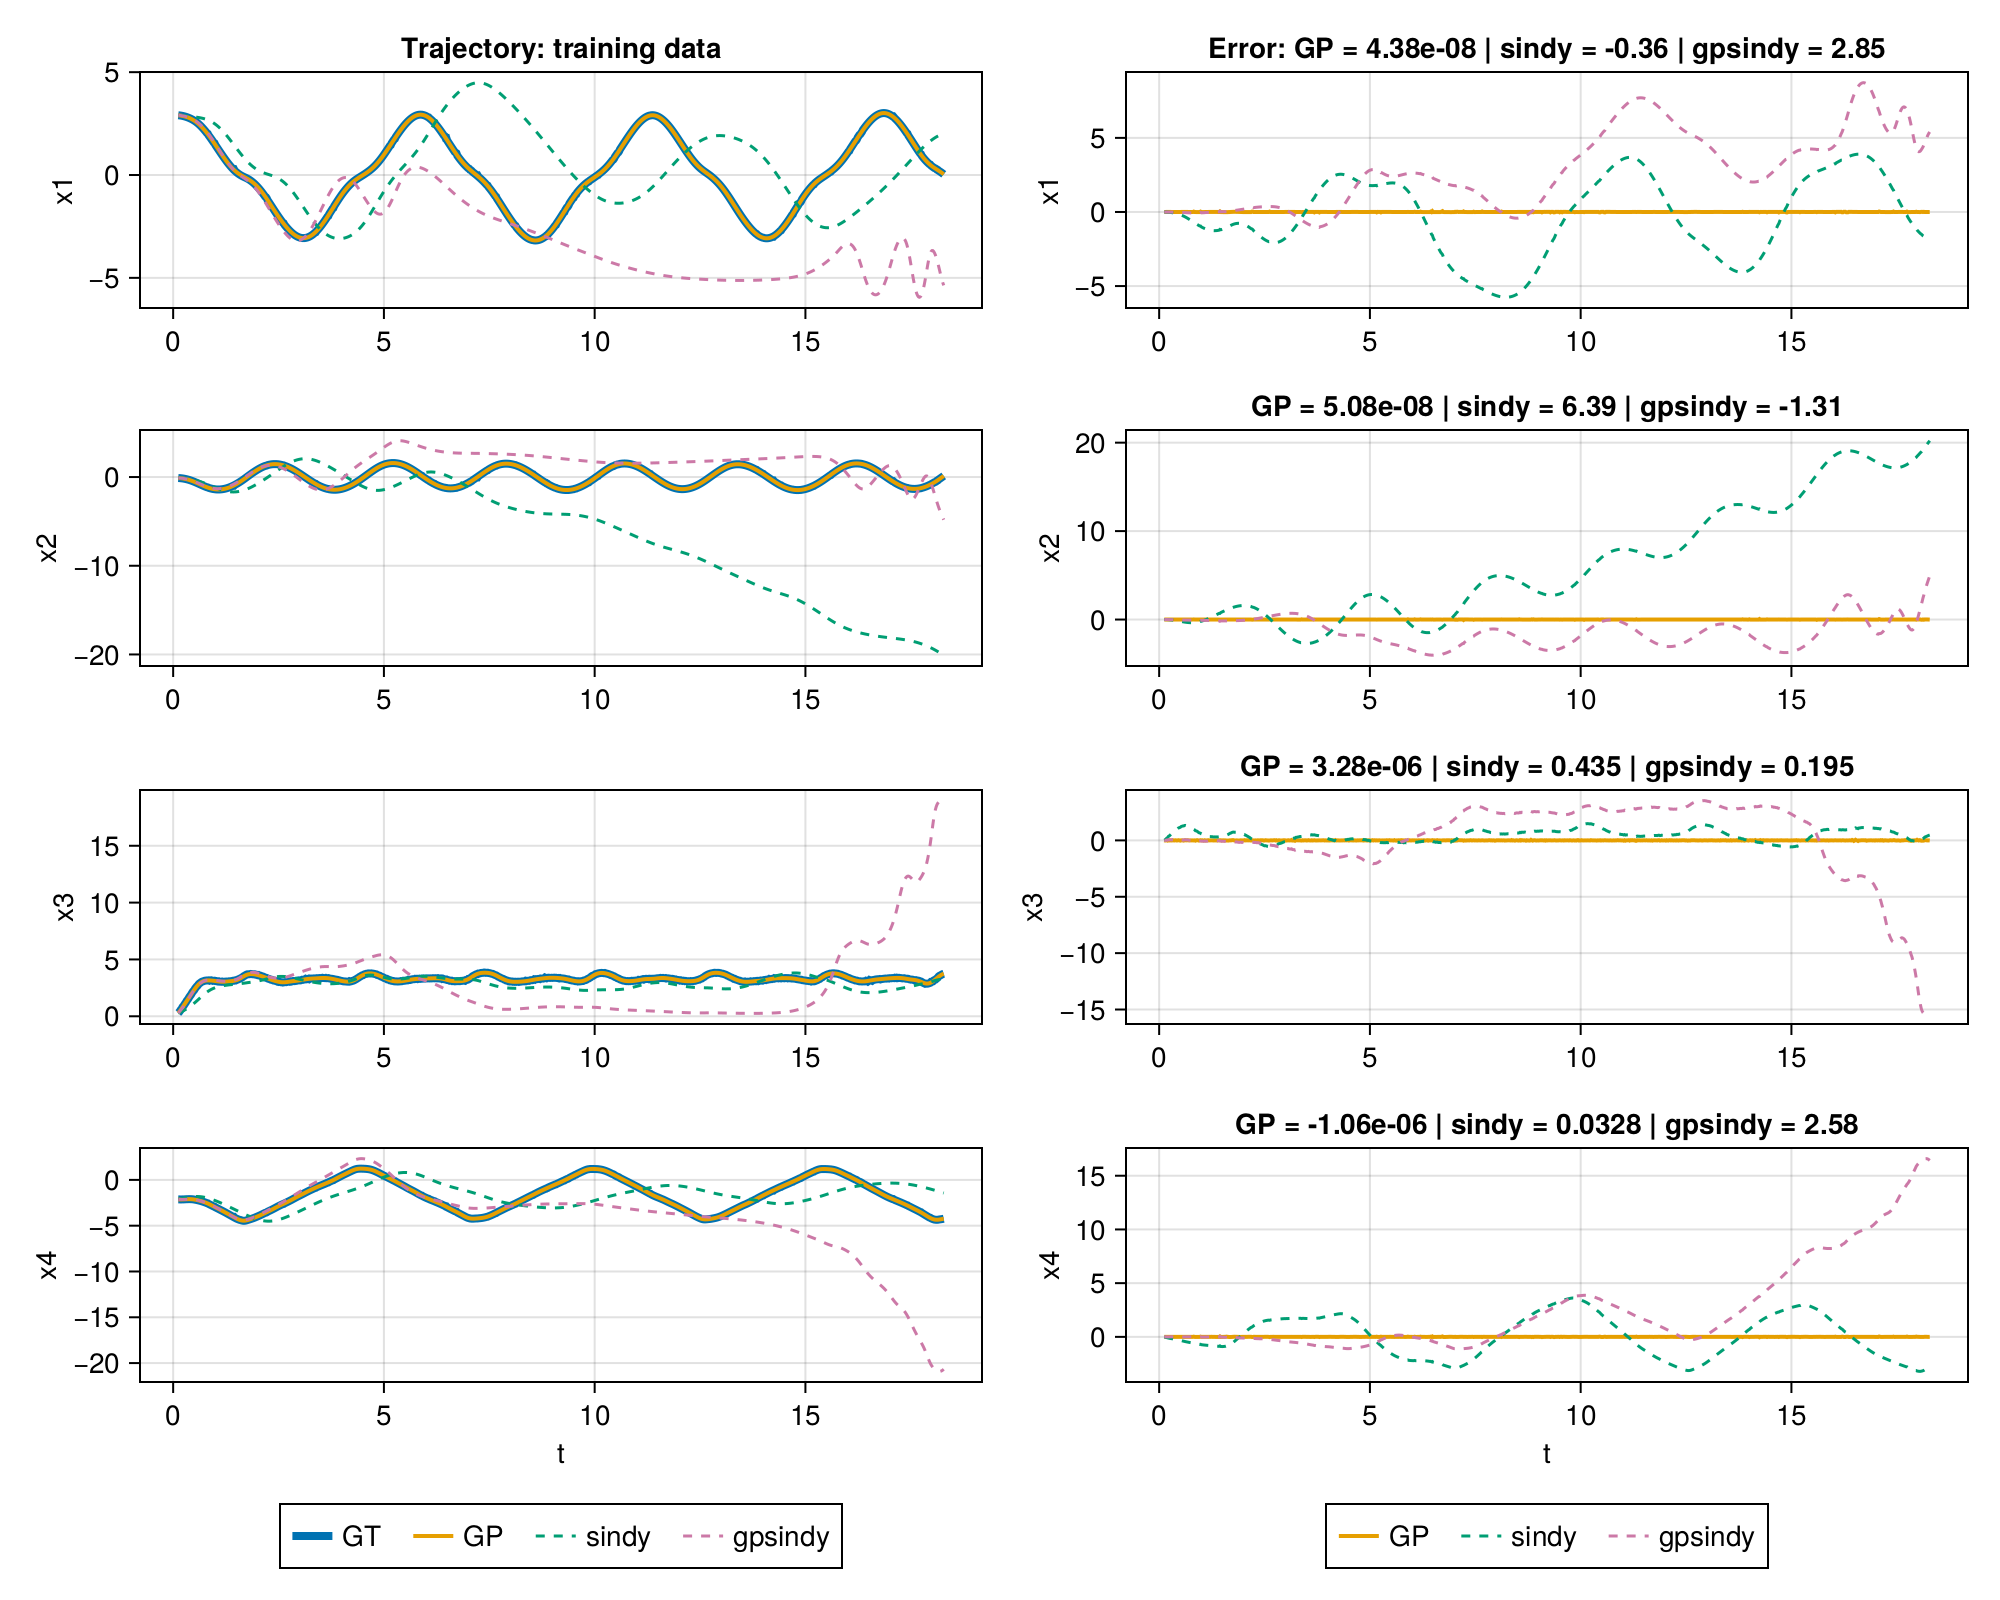 Trajectory: training data
5
0
−5
x1
0 5 10 15
Error: GP = 4.38e-08 | sindy = -0.36 | gpsindy = 2.85
5
0
−5
x1
0 5 10 15
0
−10
−20
x2
0 5 10 15
GP = 5.08e-08 | sindy = 6.39 | gpsindy = -1.31
20
10
0
x2
0 5 10 15
15
10
5
0
x3
0 5 10 15
GP = 3.28e-06 | sindy = 0.435 | gpsindy = 0.195
0
−5
−10
−15
x3
0 5 10 15
0
−5
−10
−15
−20
x4
0 5 10 15
t
GP = -1.06e-06 | sindy = 0.0328 | gpsindy = 2.58
15
10
5
0
x4
0 5 10 15
t
GT GP sindy gpsindy
GP sindy gpsindy